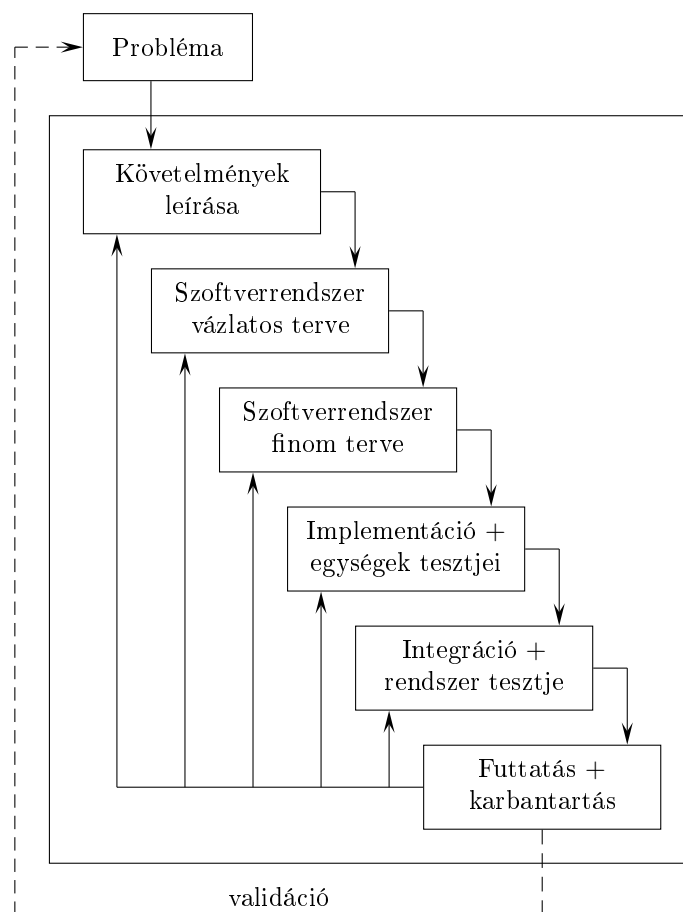 Probléma
Követelmények
leírása
Szoftverrendszer
vázlatos terve
Szoftverrendszer
finom terve
Implementáció +
egységek tesztjei
Integráció +
rendszer tesztje
Futtatás +
karbantartás
validáció